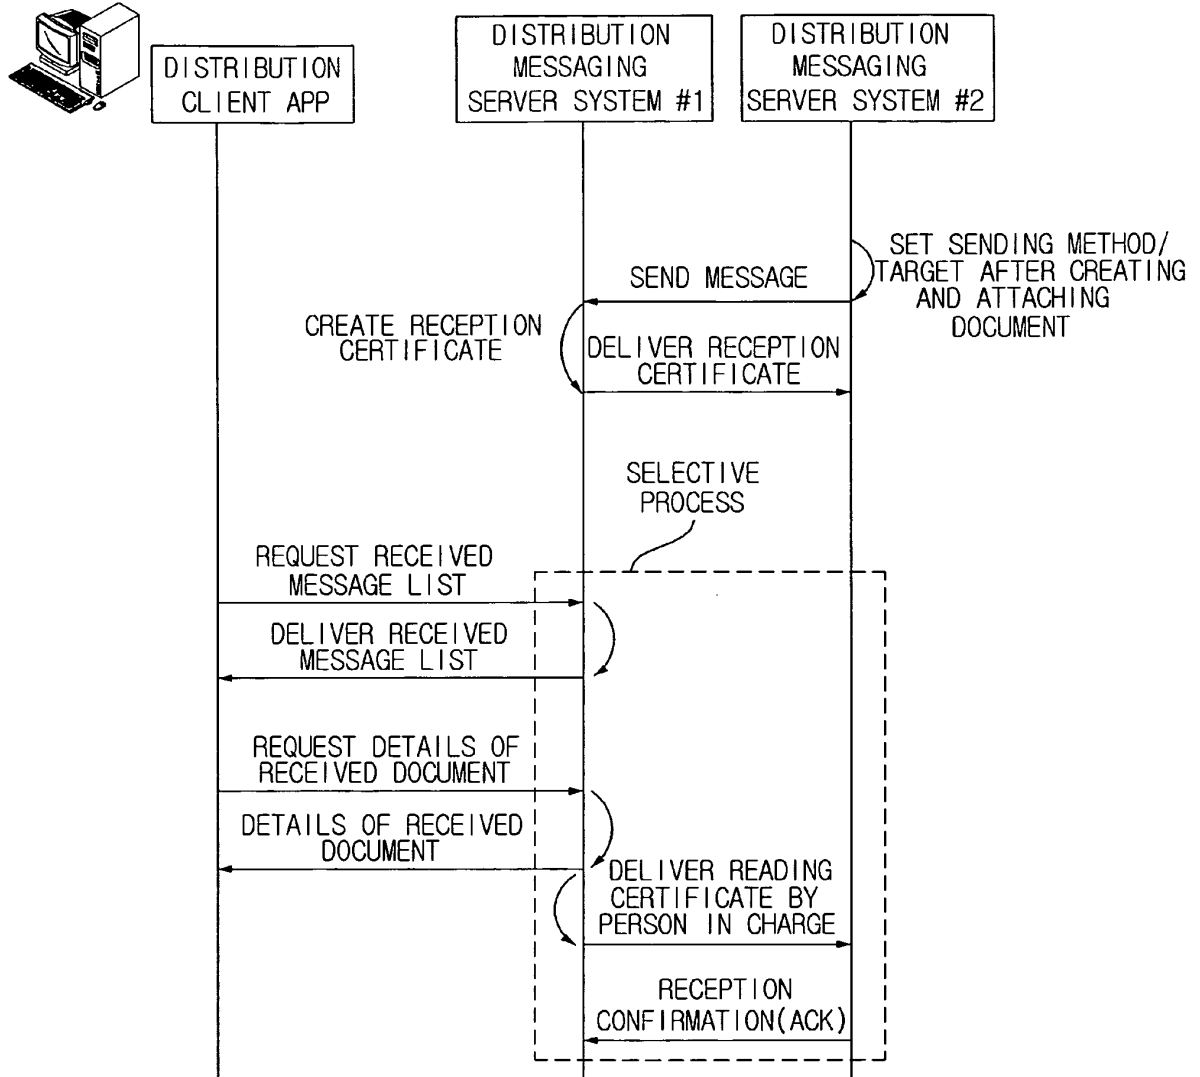 DISTRIBUTION
CLIENT APP
DISTRIBUTION
MESSAGING
SERVER SYSTEM #1
DISTRIBUTION
MESSAGING
SERVER SYSTEM #2
SET SENDING METHOD/
TARGET AFTER CREATING
AND ATTACHING
DOCUMENT
SEND MESSAGE
CREATE RECEPTION
CERTIFICATE
DELIVER RECEPTION
CERTIFICATE
SELECTIVE
PROCESS
REQUEST RECEIVED
MESSAGE LIST
DELIVER RECEIVED
MESSAGE LIST
REQUEST DETAILS OF
RECEIVED DOCUMENT
DETAILS OF RECEIVED
DOCUMENT
DELIVER READING
CERTIFICATE BY
PERSON IN CHARGE
RECEPTION
CONFIRMATION(ACK)